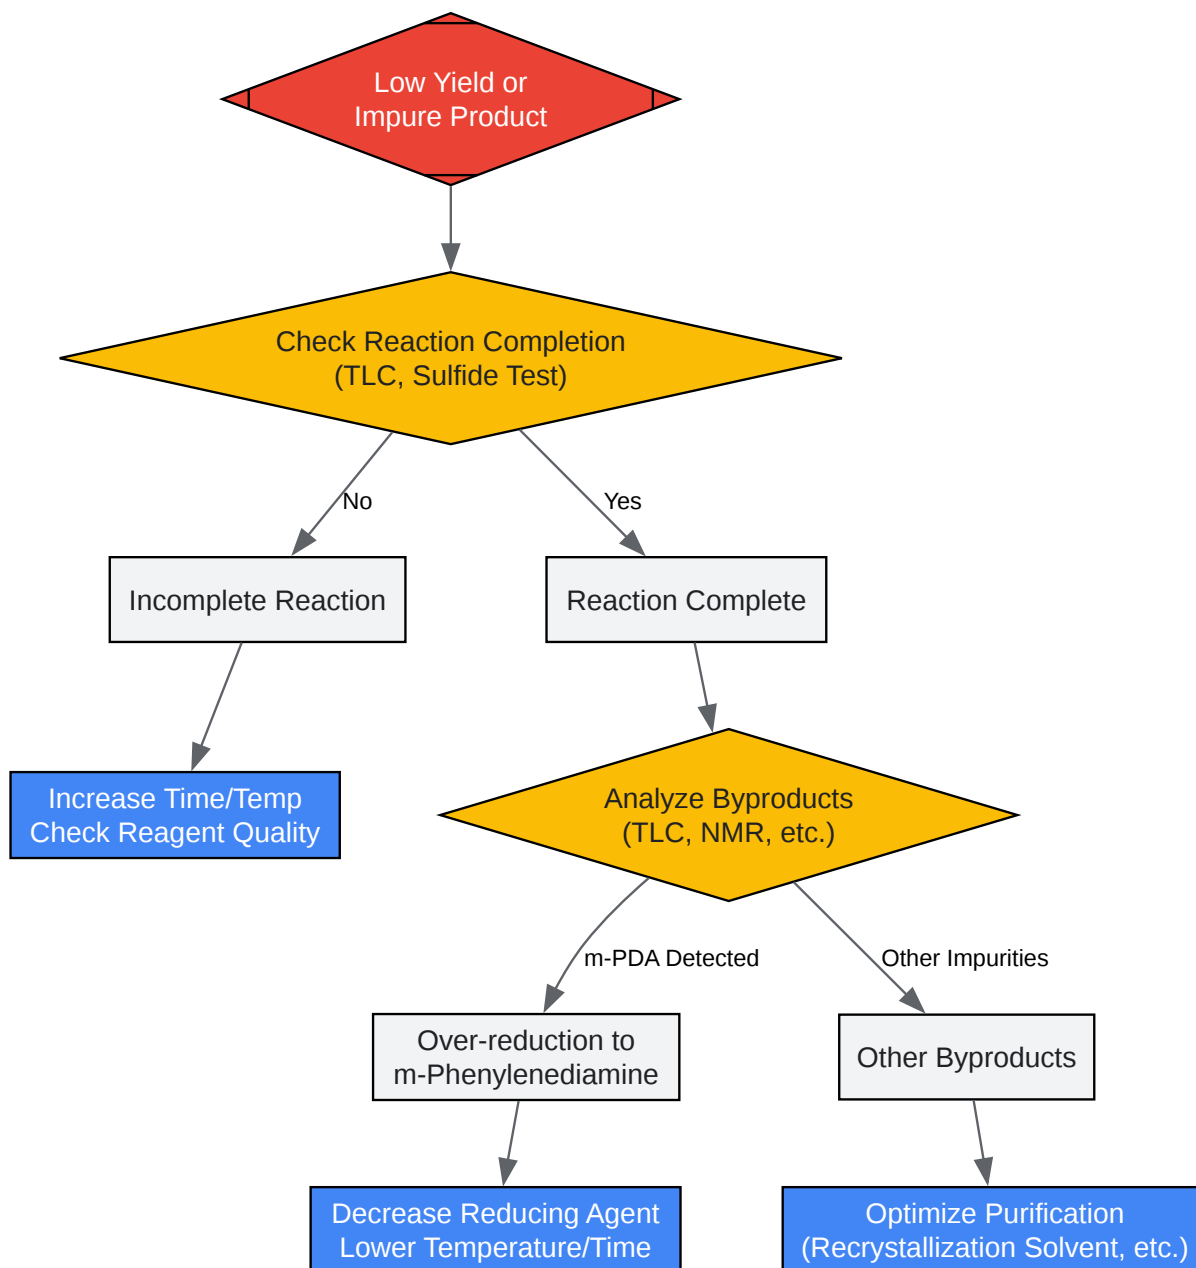 Low Yield or
Impure Product
Check Reaction Completion
(TLC, Sulfide Test)
No
Yes
Incomplete Reaction
Reaction Complete
Increase Time/Temp
Check Reagent Quality
Analyze Byproducts
(TLC, NMR, etc.)
m-PDA Detected
Other Impurities
Over-reduction to
m-Phenylenediamine
Other Byproducts
Decrease Reducing Agent
Lower Temperature/Time
Optimize Purification
(Recrystallization Solvent, etc.)